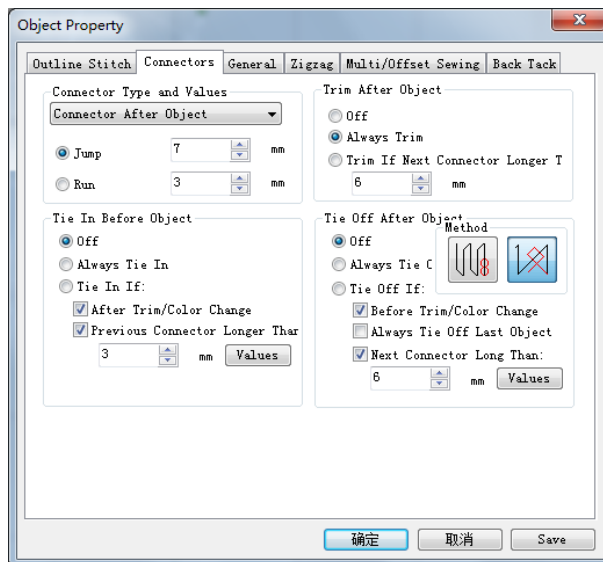 Object Property
Outline Stitch Connectors General Zigzag Multi/Offset Sewing Back Tack
Connector Type and Values
Connector After Object
Jump 7 mm
Run 3 mm
Trim After Object
Off
Always Trim
Trim If Next Connector Longer T
6 mm
Tie In Before Object
Off
Always Tie In
Tie In If:
After Trim/Color Change
Previous Connector Longer Thar
3 mm Values
Tie Off After Object
Method
Off
Always Tie C
Tie Off If:
Before Trim/Color Change
Always Tie Off Last Object
Next Connector Long Than:
6 mm Values
确定 取消 Save